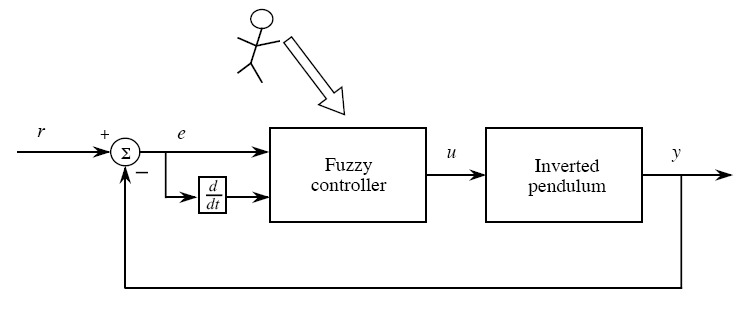 r
+
Σ
−
e
d
dt
Fuzzy
controller
u
Inverted
pendulum
y